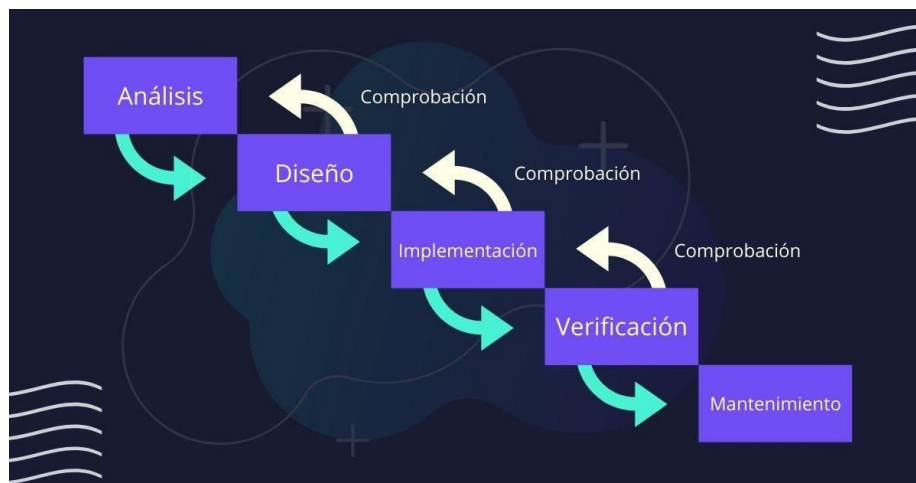 Análisis
Comprobación
Diseño
Comprobación
Implementación
Comprobación
Verificación
Mantenimiento